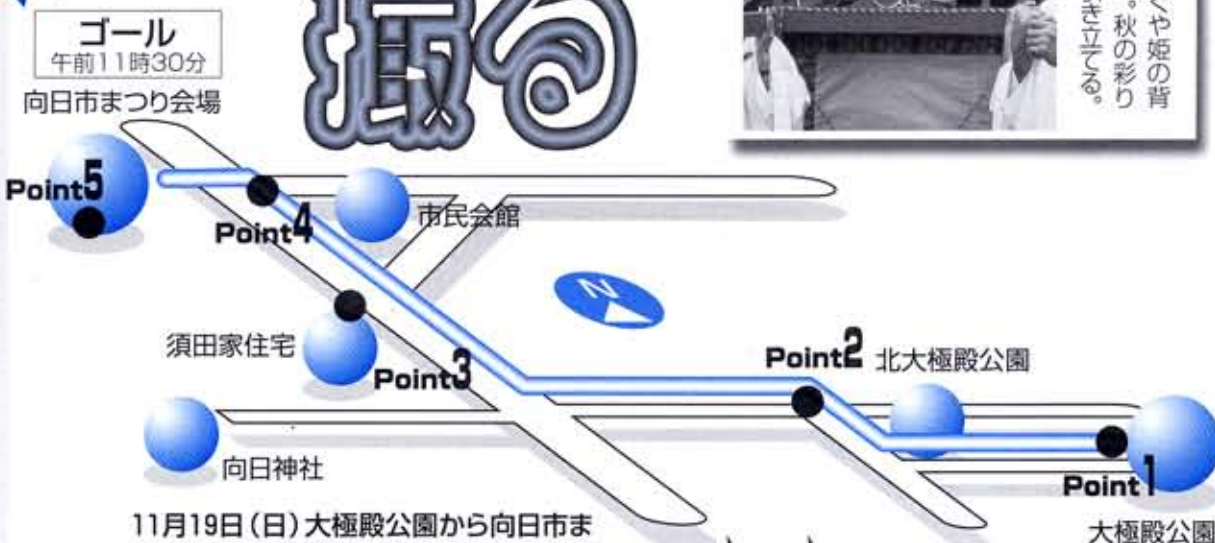 ゴール
午前11時30分
向日市まつり会場
撮る
くや姫の背
。秋の彩り
き立てる。
Point5
Point4
市民会館
N
須田家住宅
Point3
Point2
北大極殿公園
向日神社
Point1
大極殿公園
11月19日(日)大極殿公園から向日市ま